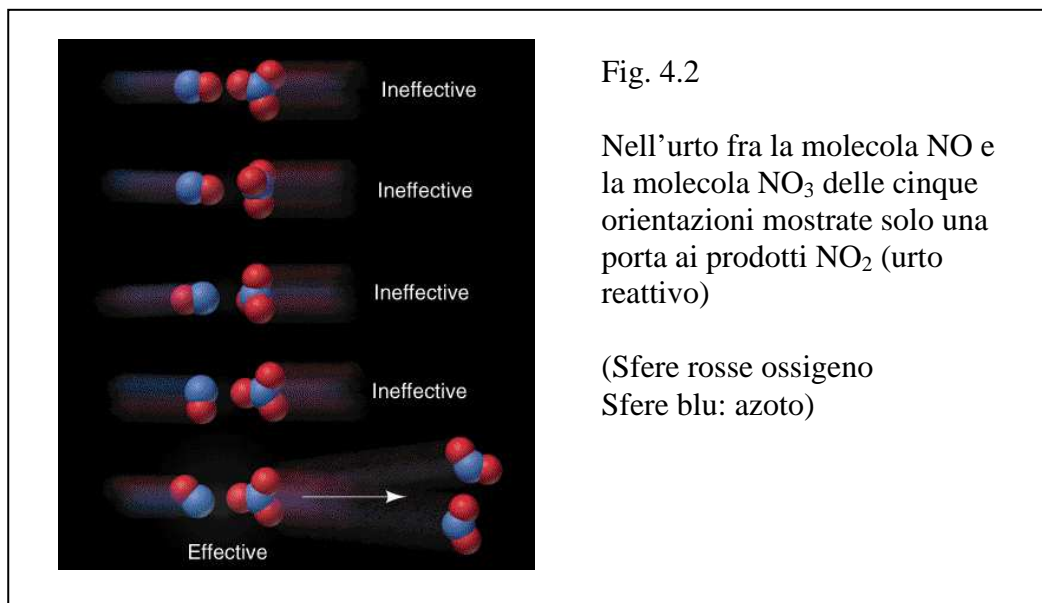 Ineffective
Ineffective
Ineffective
Ineffective
Effective
Fig. 4.2
Nell’urto fra la molecola NO e
la molecola NO₃ delle cinque
orientazioni mostrate solo una
porta ai prodotti NO₂ (urto
reattivo)
(Sfere rosse ossigeno
Sfere blu: azoto)